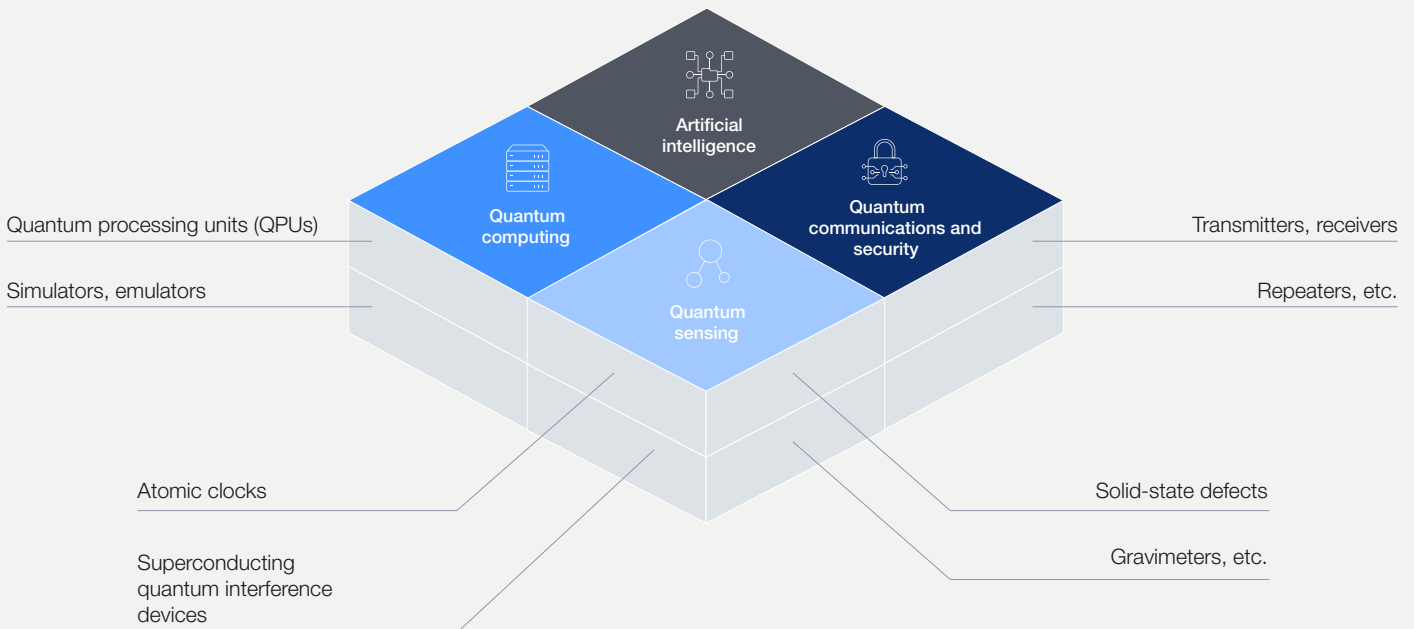 Artificial
intelligence
Quantum
computing
Quantum
communications and
security
Quantum
sensing
Quantum processing units (QPUs)
Simulators, emulators
Transmitters, receivers
Repeaters, etc.
Atomic clocks
Superconducting
quantum interference
devices
Solid-state defects
Gravimeters, etc.